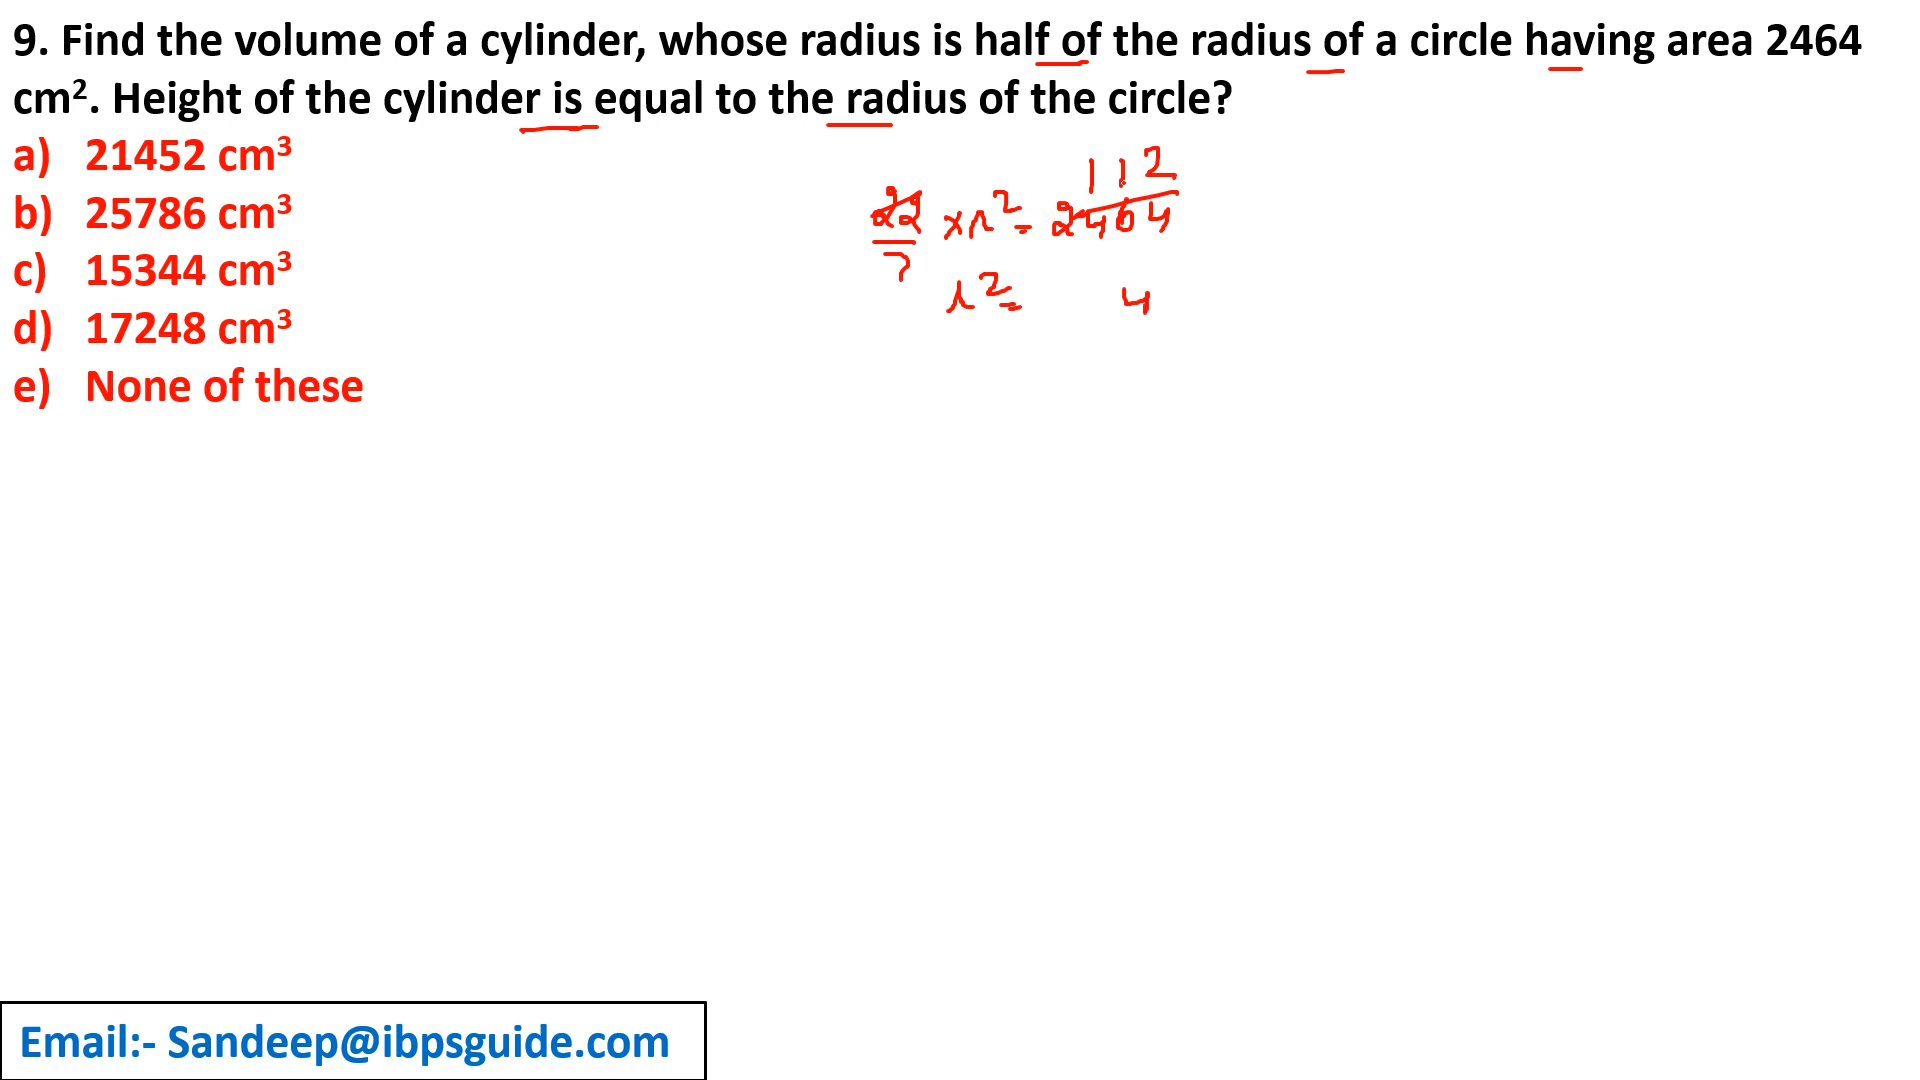 9. Find the volume of a cylinder, whose radius is half of the radius of a circle having area 2464
cm². Height of the cylinder is equal to the radius of the circle?
a) 21452 cm³
b) 25786 cm³
c) 15344 cm³
d) 17248 cm³
e) None of these
112
22/7 × r² = 2464
r² = 4
Email:- Sandeep@ibpsguide.com